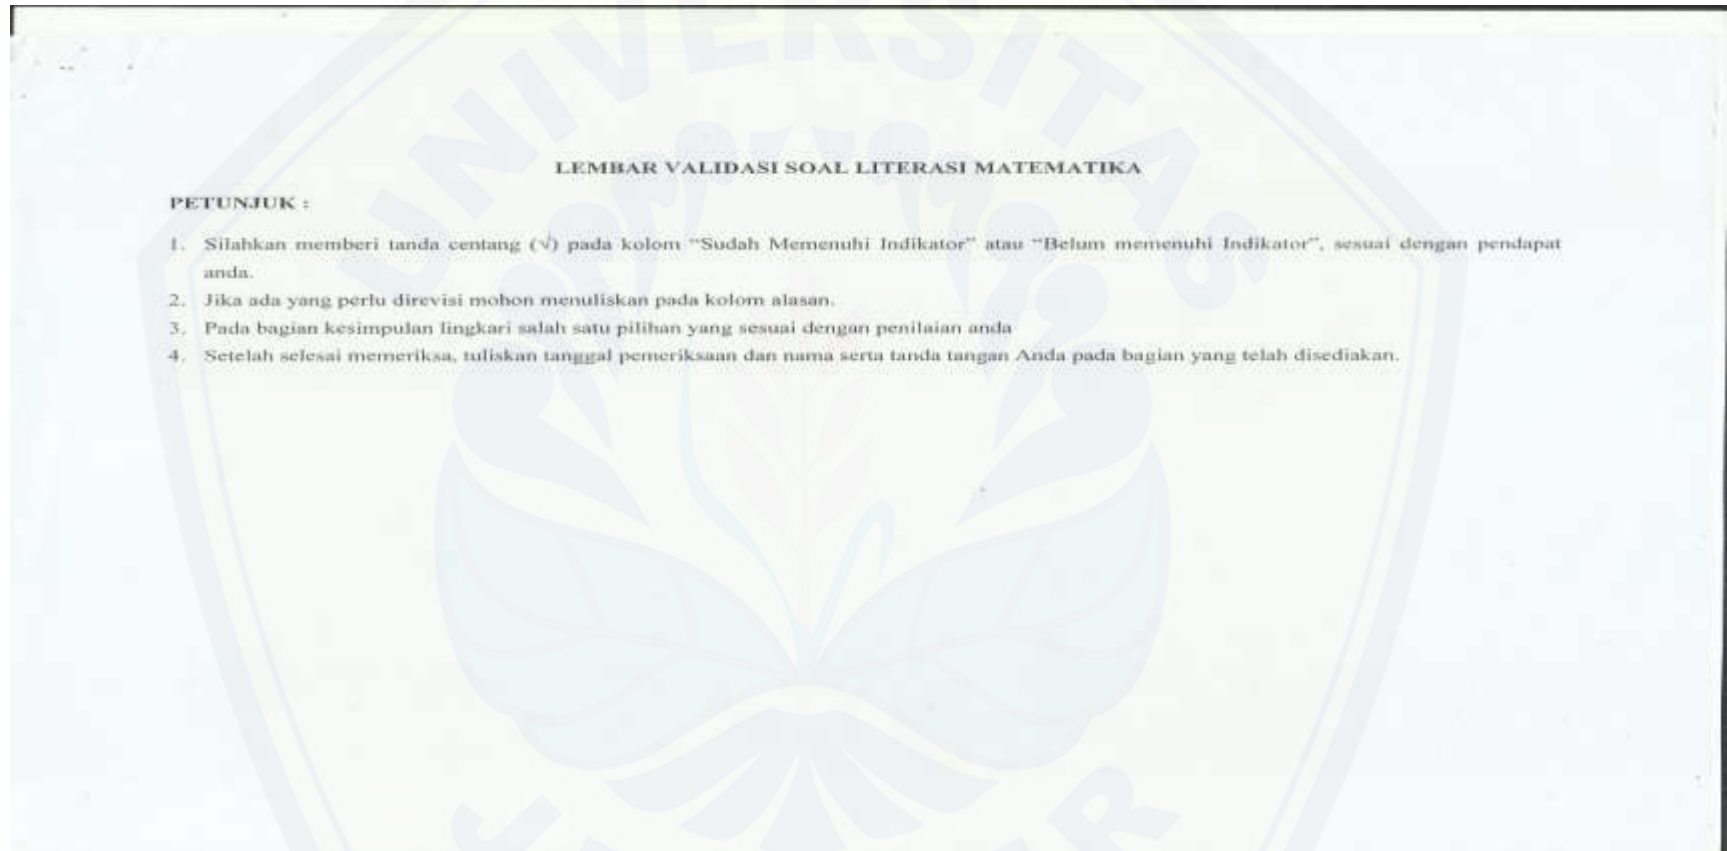 UNIVERSITAS
LEMBAR VALIDASI SOAL LITERASI MATEMATIKA
PETUNJUK :
1. Silahkan memberi tanda centang (√) pada kolom "Sudah Memenuhi Indikator" atau "Belum memenuhi Indikator", sesuai dengan pendapat
anda.
2. Jika ada yang perlu direvisi mohon menuliskan pada kolom alasan.
3. Pada bagian kesimpulan lingkari salah satu pilihan yang sesuai dengan penilaian anda
4. Setelah selesai memeriksa, tuliskan tanggal pemeriksaan dan nama serta tanda tangan Anda pada bagian yang telah disediakan.